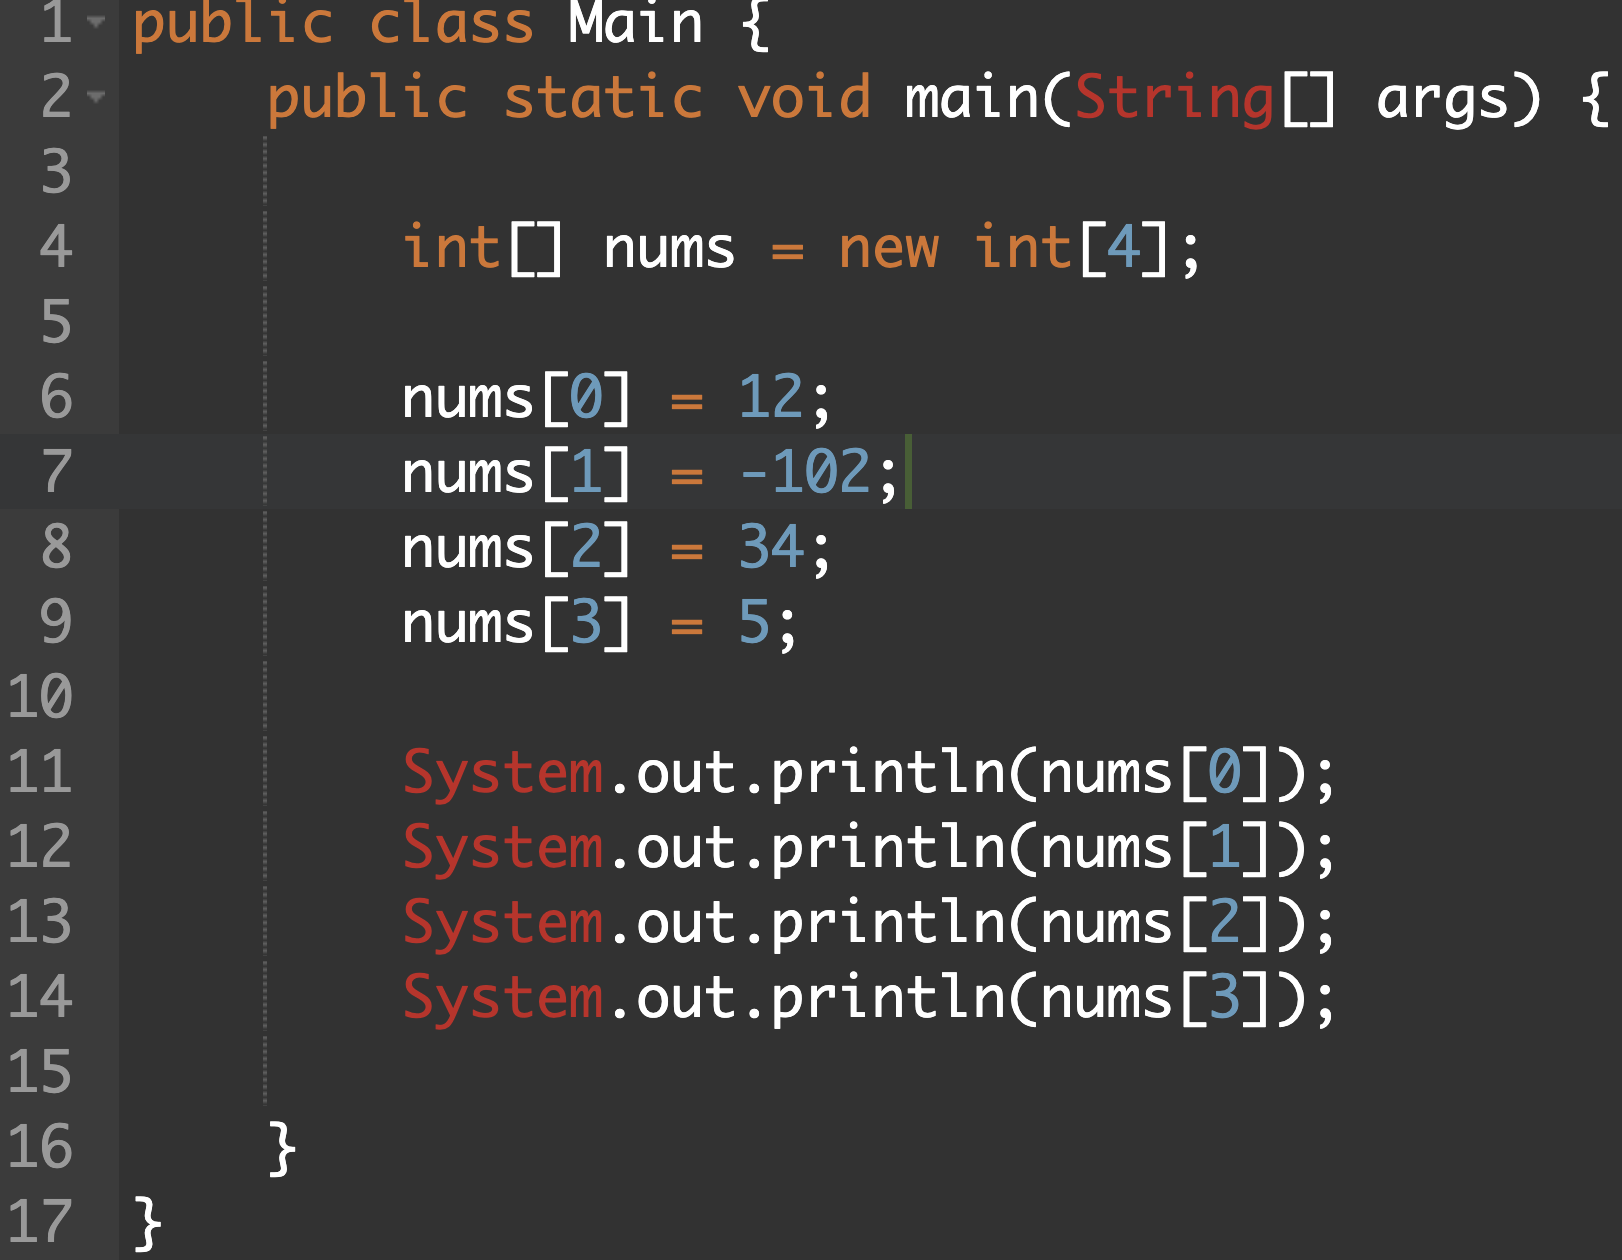 1 public class Main {
2     public static void main(String[] args) {
3
4         int[] nums = new int[4];
5
6         nums[0] = 12;
7         nums[1] = -102;
8         nums[2] = 34;
9         nums[3] = 5;
10
11         System.out.println(nums[0]);
12         System.out.println(nums[1]);
13         System.out.println(nums[2]);
14         System.out.println(nums[3]);
15
16     }
17 }